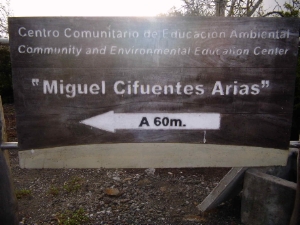 Centro Comunitario de Educación Ambiental
Community and Environmental Education Center
"Miguel Cifuentes Arias"
A 60m.